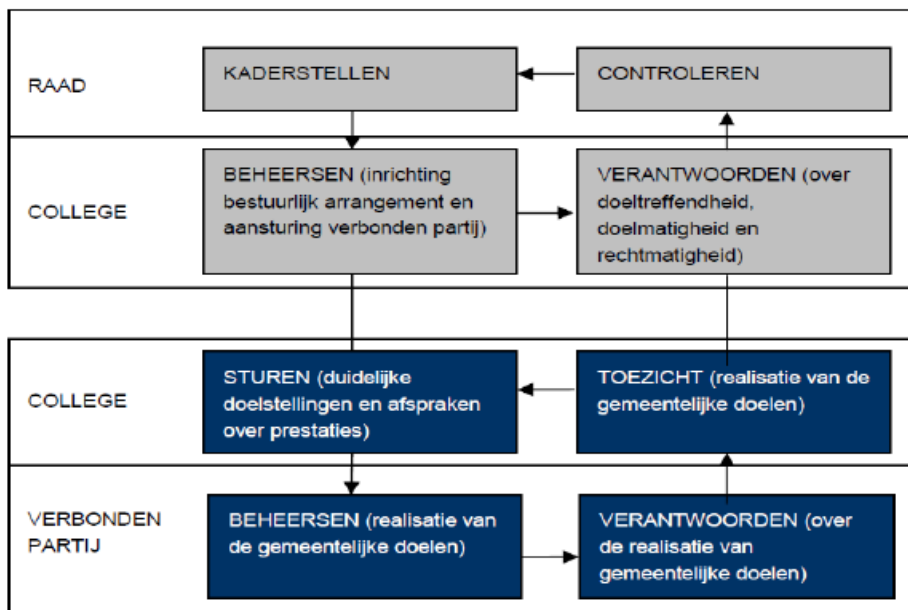 RAAD
KADERSTELLEN
CONTROLEREN
COLLEGE
BEHEERSEN (inrichting
bestuurlijk arrangement en
aansturing verbonden partij)
VERANTWOORDEN (over
doeltreffendheid,
doelmatigheid en
rechtmatigheid)
COLLEGE
STUREN (duidelijke
doelstellingen en afspraken
over prestaties)
TOEZICHT (realisatie van de
gemeentelijke doelen)
VERBONDEN
PARTIJ
BEHEERSEN (realisatie van
de gemeentelijke doelen)
VERANTWOORDEN (over
de realisatie van
gemeentelijke doelen)